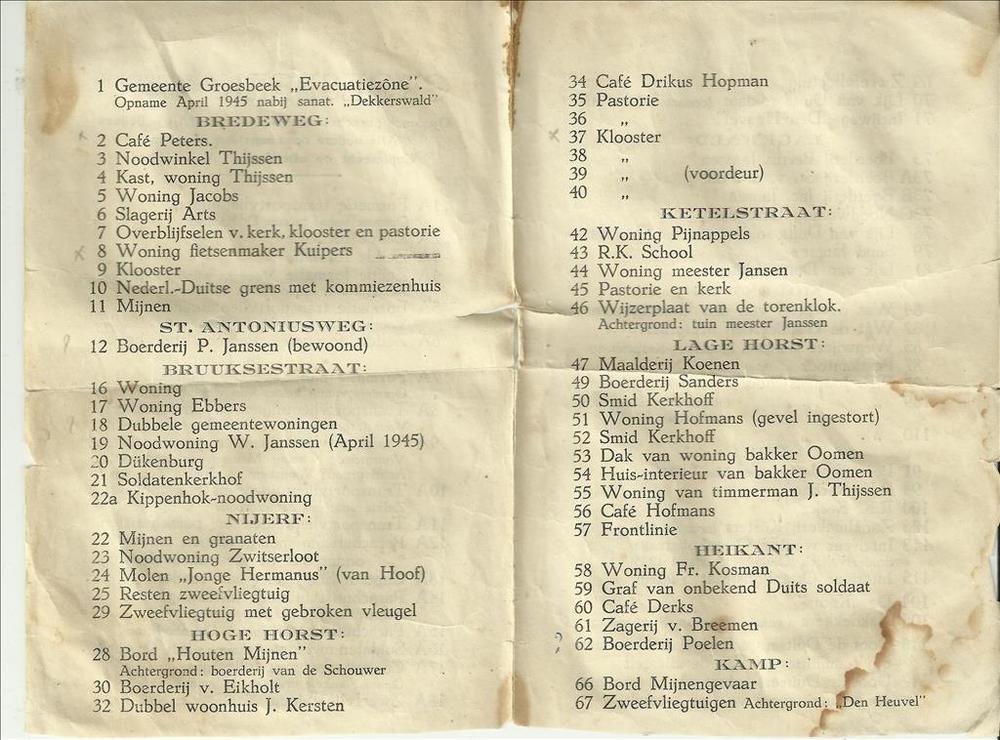 1 Gemeente Groesbeek „Evacuatiezône".
Opname April 1945 nabij sanat. „Dekkerswald"
BREDEWEG:
2 Café Peters.
3 Noodwinkel Thijssen
4 Kast, woning Thijssen
5 Woning Jacobs
6 Slagerij Arts
7 Overblijfselen v. kerk, klooster en pastorie
8 Woning fietsenmaker Kuipers
9 Klooster
10 Nederl.-Duitse grens met kommiezenhuis
11 Mijnen
ST. ANTONIUSWEG:
12 Boerderij P. Janssen (bewoond)
BRUUKSESTRAAT:
16 Woning
17 Woning Ebbers
18 Dubbele gemeentewoningen
19 Noodwoning W. Janssen (April 1945)
20 Dükenburg
21 Soldatenkerkhof
22a Kippenhok-noodwoning
NIJERF:
22 Mijnen en granaten
23 Noodwoning Zwitserloot
24 Molen „Jonge Hermanus" (van Hoof)
25 Resten zweefvliegtuig
29 Zweefvliegtuig met gebroken vleugel
HOGE HORST:
28 Bord „Houten Mijnen"
Achtergrond: boerderij van de Schouwer
30 Boerderij v. Eikholt
32 Dubbel woonhuis J. Kersten
34 Café Drikus Hopman
35 Pastorie
36 „
37 Klooster
38 „
39 „ (voordeur)
40 „
KETELSTRAAT:
42 Woning Pijnappels
43 R.K. School
44 Woning meester Jansen
45 Pastorie en kerk
46 Wijzerplaat van de torenklok.
Achtergrond: tuin meester Janssen
LAGE HORST:
47 Maalderij Koenen
49 Boerderij Sanders
50 Smid Kerkhoff
51 Woning Hofmans (gevel ingestort)
52 Smid Kerkhoff
53 Dak van woning bakker Oomen
54 Huis-interieur van bakker Oomen
55 Woning van timmerman J. Thijssen
56 Café Hofmans
57 Frontlinie
HEIKANT:
58 Woning Fr. Kosman
59 Graf van onbekend Duits soldaat
60 Café Derks
61 Zagerij v. Breemen
? 62 Boerderij Poelen
KAMP:
66 Bord Mijnengevaar
67 Zweefvliegtuigen Achtergrond: „Den Heuvel"